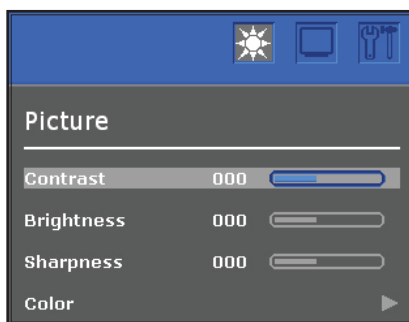 Picture
Contrast 000
Brightness 000
Sharpness 000
Color